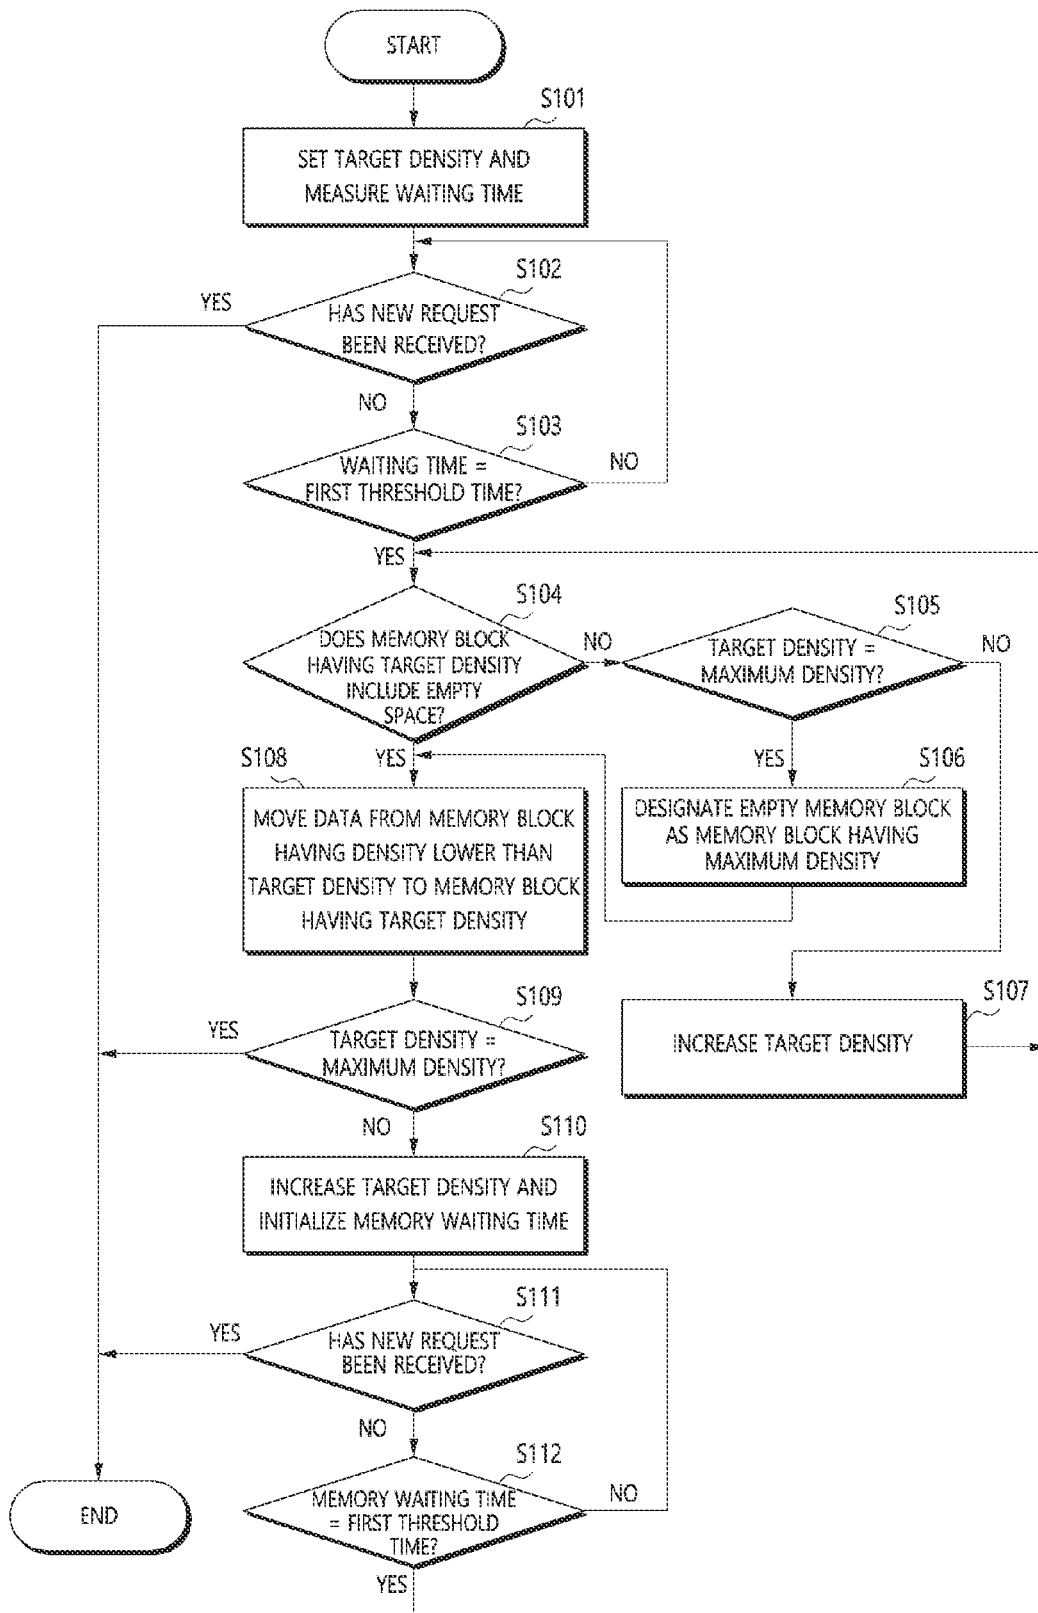 START
S101
SET TARGET DENSITY AND
MEASURE WAITING TIME
S102
YES
HAS NEW REQUEST
BEEN RECEIVED?
NO
S103
WAITING TIME =
FIRST THRESHOLD TIME?
NO
YES
S104
DOES MEMORY BLOCK
HAVING TARGET DENSITY
INCLUDE EMPTY
SPACE?
NO
S105
TARGET DENSITY =
MAXIMUM DENSITY?
NO
YES
YES
S106
DESIGNATE EMPTY MEMORY BLOCK
AS MEMORY BLOCK HAVING
MAXIMUM DENSITY
S108
MOVE DATA FROM MEMORY BLOCK
HAVING DENSITY LOWER THAN
TARGET DENSITY TO MEMORY BLOCK
HAVING TARGET DENSITY
S107
INCREASE TARGET DENSITY
S109
YES
TARGET DENSITY =
MAXIMUM DENSITY?
NO
S110
INCREASE TARGET DENSITY AND
INITIALIZE MEMORY WAITING TIME
S111
YES
HAS NEW REQUEST
BEEN RECEIVED?
NO
S112
MEMORY WAITING TIME
= FIRST THRESHOLD
TIME?
NO
YES
END